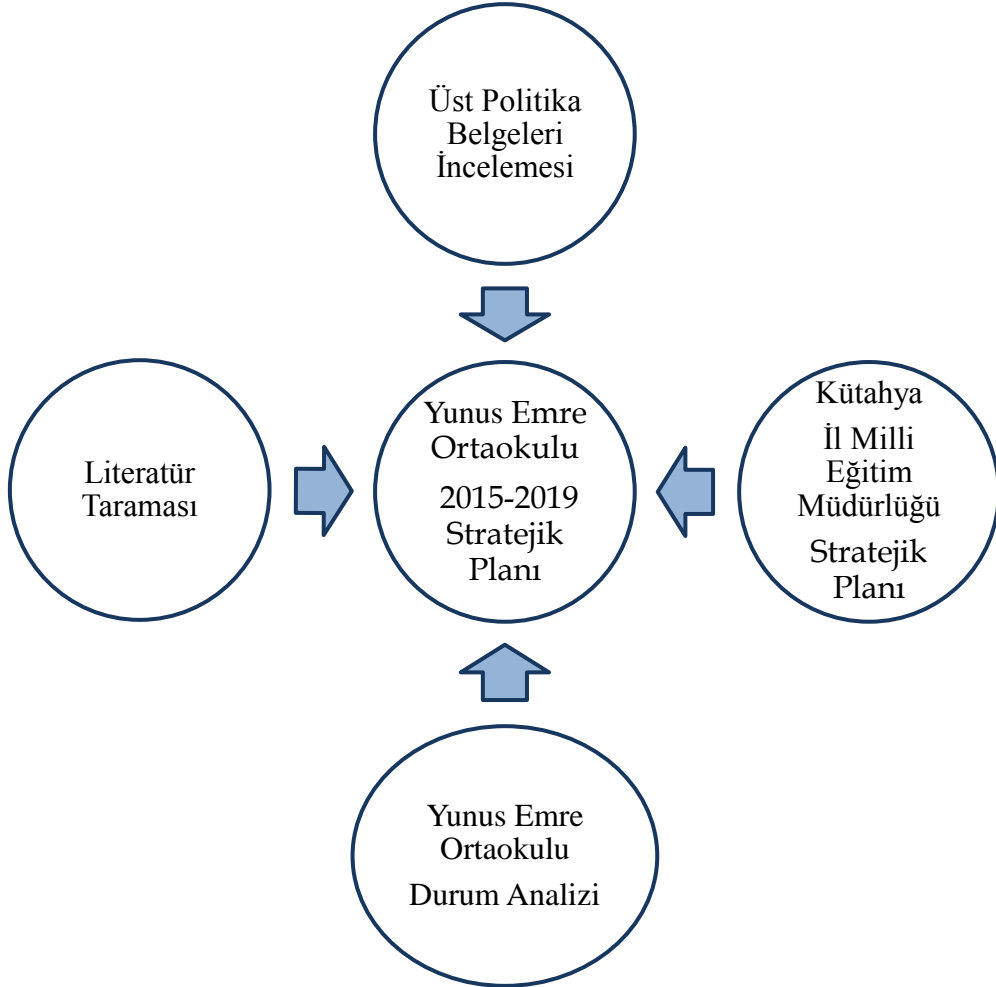 Üst Politika
Belgeleri
İncelemesi
Literatür
Taraması
Yunus Emre
Ortaokulu
2015-2019
Stratejik
Planı
Kütahya
İl Milli
Eğitim
Müdürlüğü
Stratejik
Planı
Yunus Emre
Ortaokulu
Durum Analizi